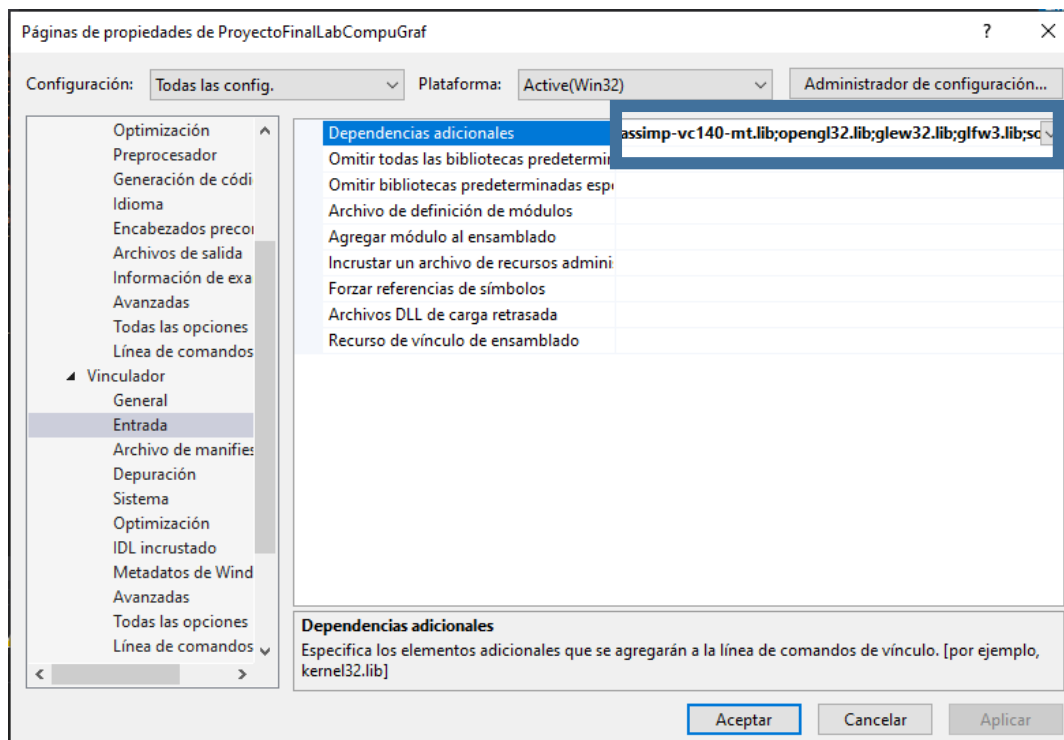 Páginas de propiedades de ProyectoFinalLabCompuGraf ?
Configuración: Todas las config. Plataforma: Active(Win32) Administrador de configuración...
Optimización
Preprocesador
Generación de códi
Idioma
Encabezados preco
Archivos de salida
Información de exa
Avanzadas
Todas las opciones
Línea de comandos
Vinculador
General
Entrada
Archivo de manifies
Depuración
Sistema
Optimización
IDL incrustado
Metadatos de Wind
Avanzadas
Todas las opciones
Línea de comandos
Dependencias adicionales assimp-vc140-mt.lib;opengl32.lib;glew32.lib;glfw3.lib;
Omitir todas las bibliotecas predetermin
Omitir bibliotecas predeterminadas esp
Archivo de definición de módulos
Agregar módulo al ensamblado
Incrustar un archivo de recursos admini
Forzar referencias de símbolos
Archivos DLL de carga retrasada
Recurso de vínculo de ensamblado
Dependencias adicionales
Especifica los elementos adicionales que se agregarán a la línea de comandos de vínculo. [por ejemplo,
kernel32.lib]
Aceptar Cancelar Aplicar